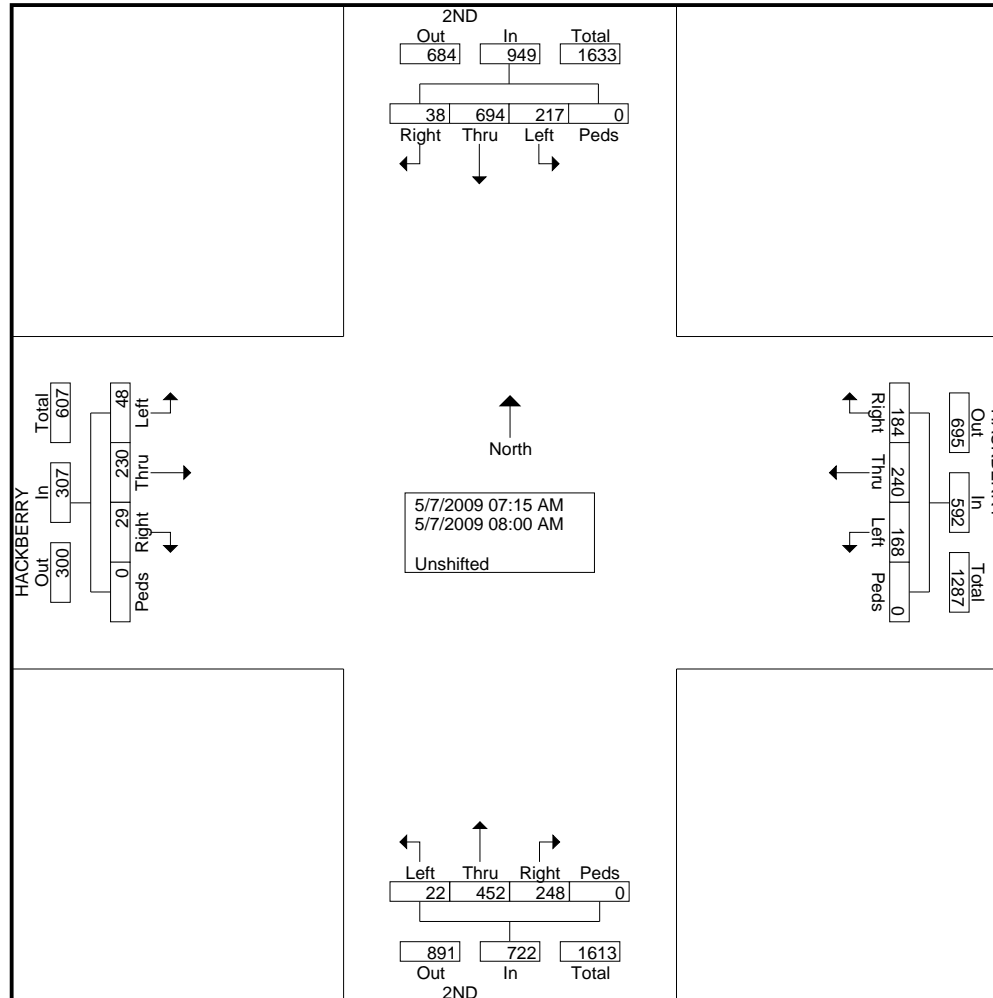 2ND
Out In Total
684 949 1633
38 694 217 0
Right Thru Left Peds
HACKBERRY
Total In Out
607 307 300
48 230 29 0
Left Thru Right Peds
North
5/7/2009 07:15 AM
5/7/2009 08:00 AM
Unshifted
Out In Total
695 592 1287
184 240 168 0
Right Thru Left Peds
Left Thru Right Peds
22 452 248 0
891 722 1613
Out In Total
2ND